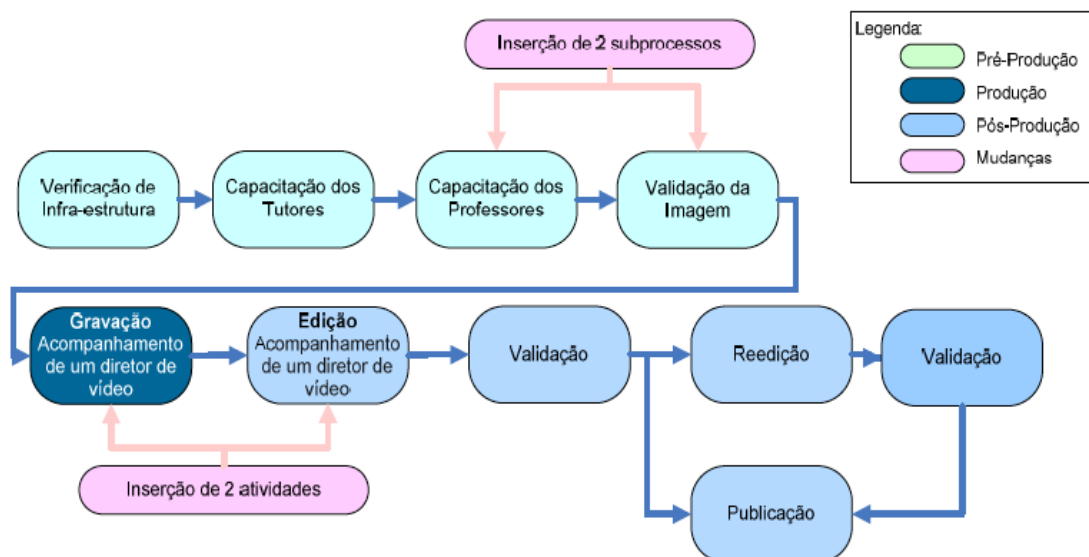 Inserção de 2 subprocessos
Legenda:
Pré-Produção
Produção
Pós-Produção
Mudanças
Verificação de
Infra-estrutura
Capacitação dos
Tutores
Capacitação dos
Professores
Validação da
Imagem
Gravação
Acompanhamento
de um diretor de
vídeo
Edição
Acompanhamento
de um diretor de
vídeo
Validação
Reedição
Validação
Inserção de 2 atividades
Publicação